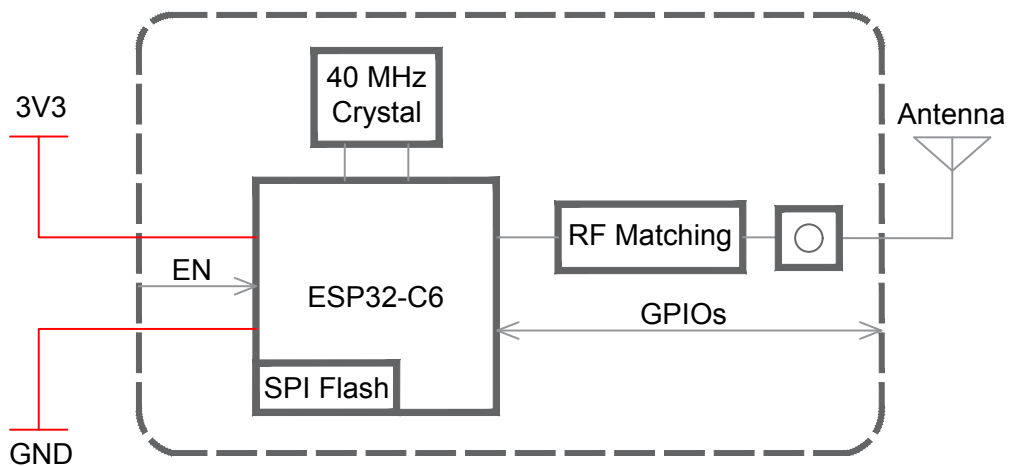 40 MHz
Crystal
3V3
Antenna
RF Matching
EN
ESP32-C6
GPIOs
SPI Flash
GND